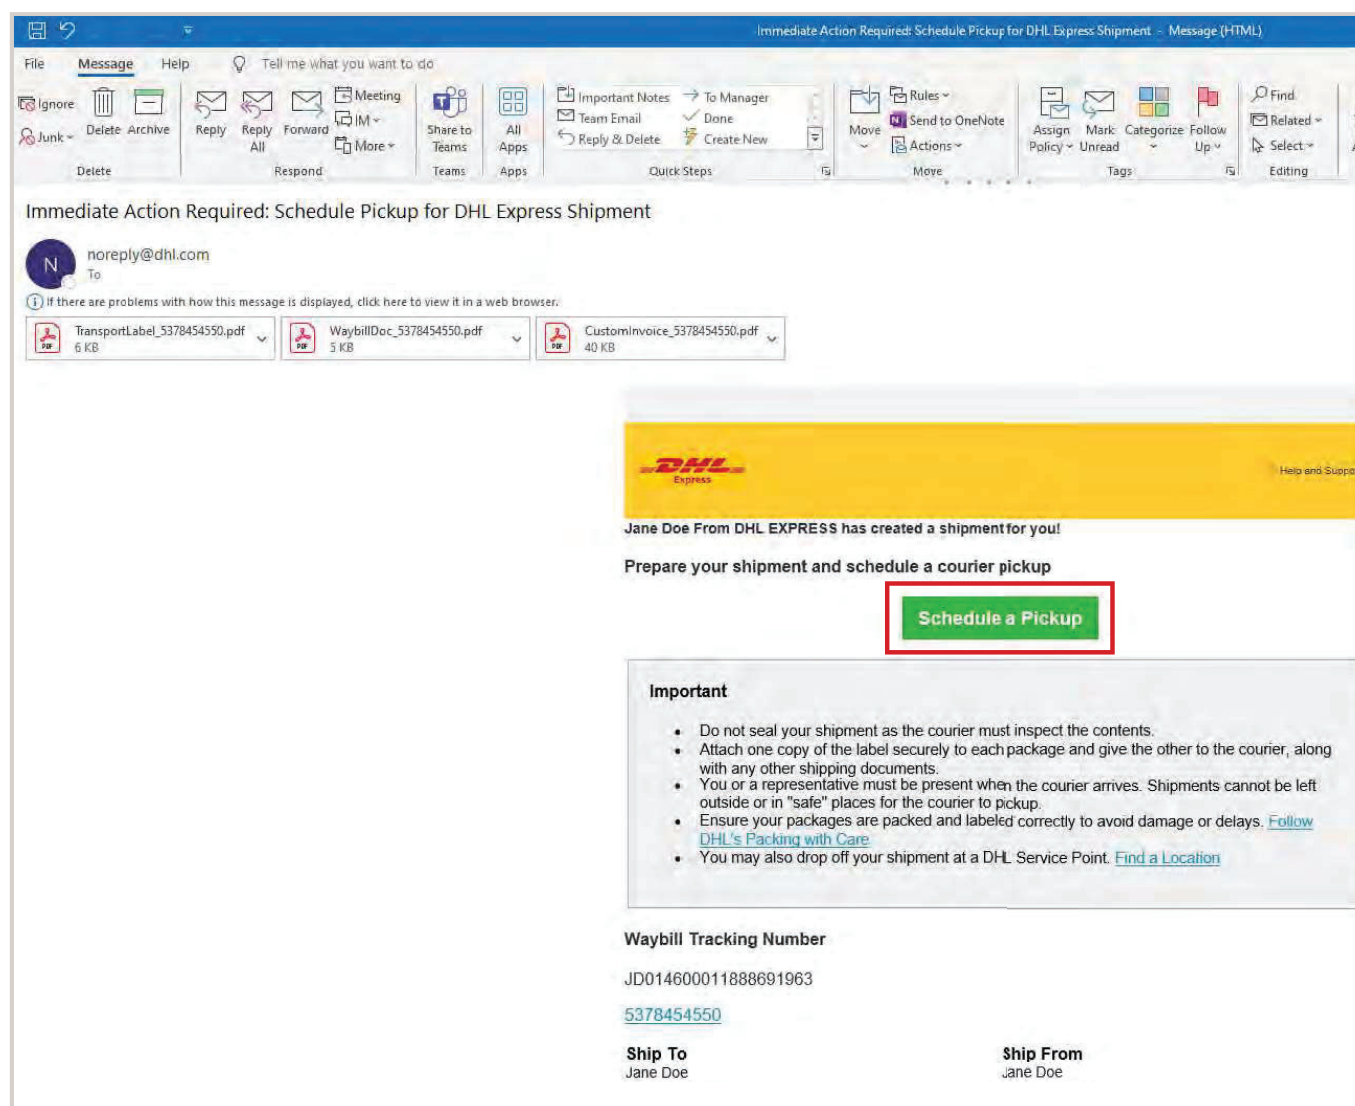 Immediate Action Required: Schedule Pickup for DHL Express Shipment - Message (HTML)
File Message Help Tell me what you want to do
Ignore
Junk
Delete
Archive
Reply
Reply All
Forward
Meeting
IM
More
Share to Teams
All Apps
Important Notes
Team Email
Reply & Delete
To Manager
Done
Create New
Move
Rules
Send to OneNote
Actions
Assign Policy
Mark Unread
Categorize
Follow Up
Find
Related
Select
Delete Respond Teams Apps Quick Steps Move Tags Editing
Immediate Action Required: Schedule Pickup for DHL Express Shipment
N
noreply@dhl.com
To
If there are problems with how this message is displayed, click here to view it in a web browser.
PDF
TransportLabel_5378454550.pdf
6 KB
PDF
WaybillDoc_5378454550.pdf
5 KB
PDF
CustomInvoice_5378454550.pdf
40 KB
DHL
Express
Help and Suppo
Jane Doe From DHL EXPRESS has created a shipment for you!
Prepare your shipment and schedule a courier pickup
Schedule a Pickup
Important
• Do not seal your shipment as the courier must inspect the contents.
• Attach one copy of the label securely to each package and give the other to the courier, along
with any other shipping documents.
• You or a representative must be present when the courier arrives. Shipments cannot be left
outside or in "safe" places for the courier to pickup.
• Ensure your packages are packed and labeled correctly to avoid damage or delays. Follow
DHL's Packing with Care
• You may also drop off your shipment at a DHL Service Point. Find a Location
Waybill Tracking Number
JD014600011888691963
5378454550
Ship To Ship From
Jane Doe Jane Doe